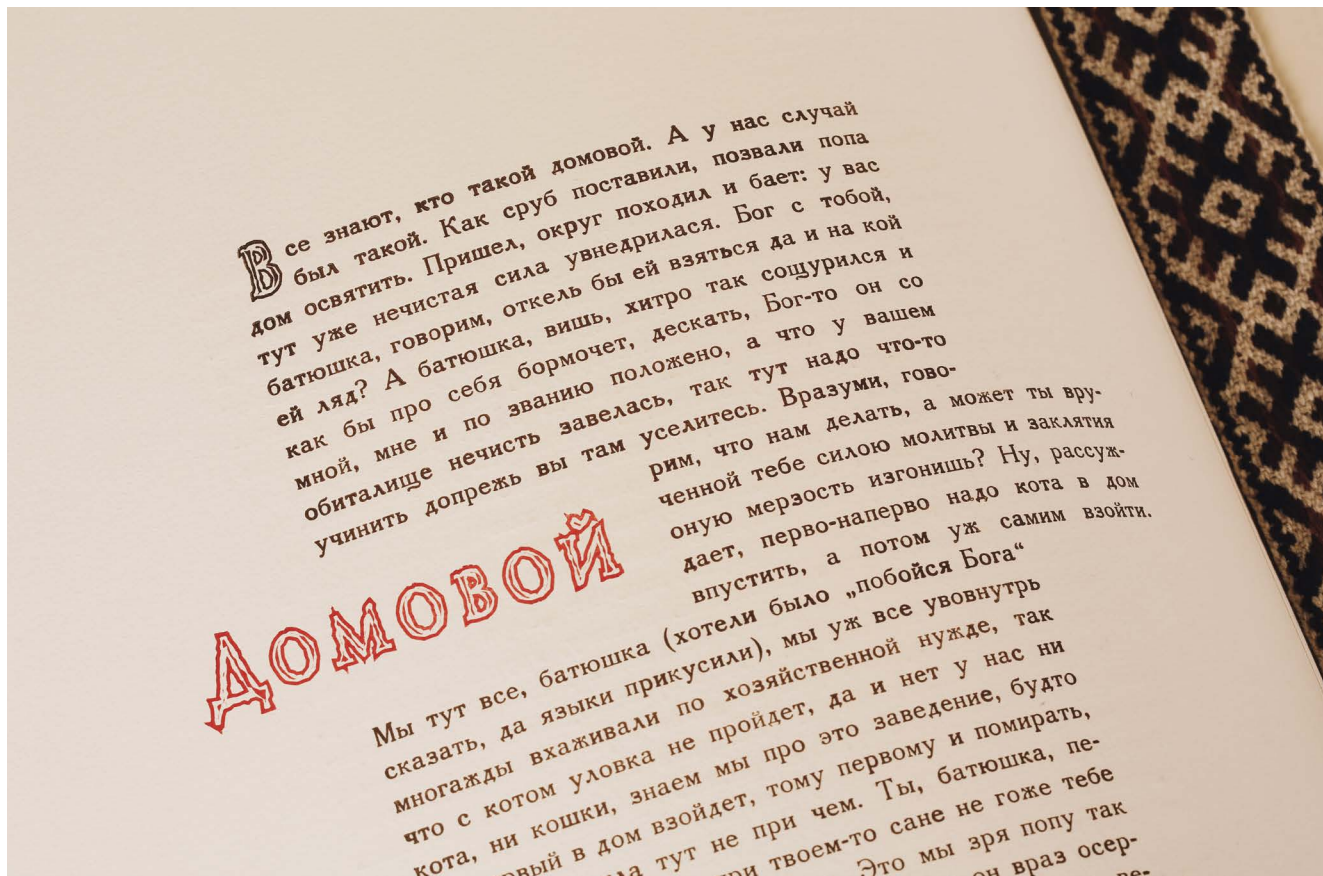 Все знают, кто такой домовой. А у нас случай
был такой. Как сруб поставили, позвали попа
дом освятить. Пришел, округ походил и бает: у вас
тут уже нечистая сила увнедрилася. Бог с тобой,
батюшка, говорим, откель бы ей взяться да и на кой
ей ляд? А батюшка, вишь, хитро так сощурился и
как бы про себя бормочет, дескать, Бог-то он со
мной, мне и по званию положено, а что у вашем
обиталище нечисть завелась, так тут надо что-то
учинить допрежь вы там уселитесь. Вразуми, гово-
рим, что нам делать, а может ты вру-
ченной тебе силою молитвы и заклятия
оную мерзость изгонишь? Ну, рассуж-
дает, перво-наперво надо кота в дом
впустить, а потом уж самим взойти.
Домовой
Мы тут все, батюшка (хотели было „побойся Бога“
сказать, да языки прикусили), мы уж все увовнутрь
многажды вхаживали по хозяйственной нужде, так
что с котом уловка не пройдет, да и нет у нас ни
кота, ни кошки, знаем мы про это заведение, будто
в дом взойдет, тому первому и помирать,
тут не при чем. Ты, батюшка, пе-
твоем-то сане не гоже тебе
Это мы зря попу так
враз осер-